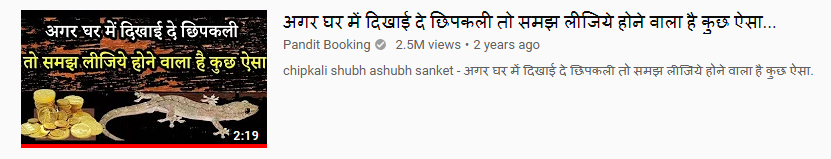 अगर घर में दिखाई दे छिपकली
तो समझ लीजिये होने वाला है कुछ ऐसा
2:19
अगर घर में दिखाई दे छिपकली तो समझ लीजिये होने वाला है कुछ ऐसा...
Pandit Booking 2.5M views • 2 years ago
chipkali shubh ashubh sanket - अगर घर में दिखाई दे छिपकली तो समझ लीजिये होने वाला है कुछ ऐसा.